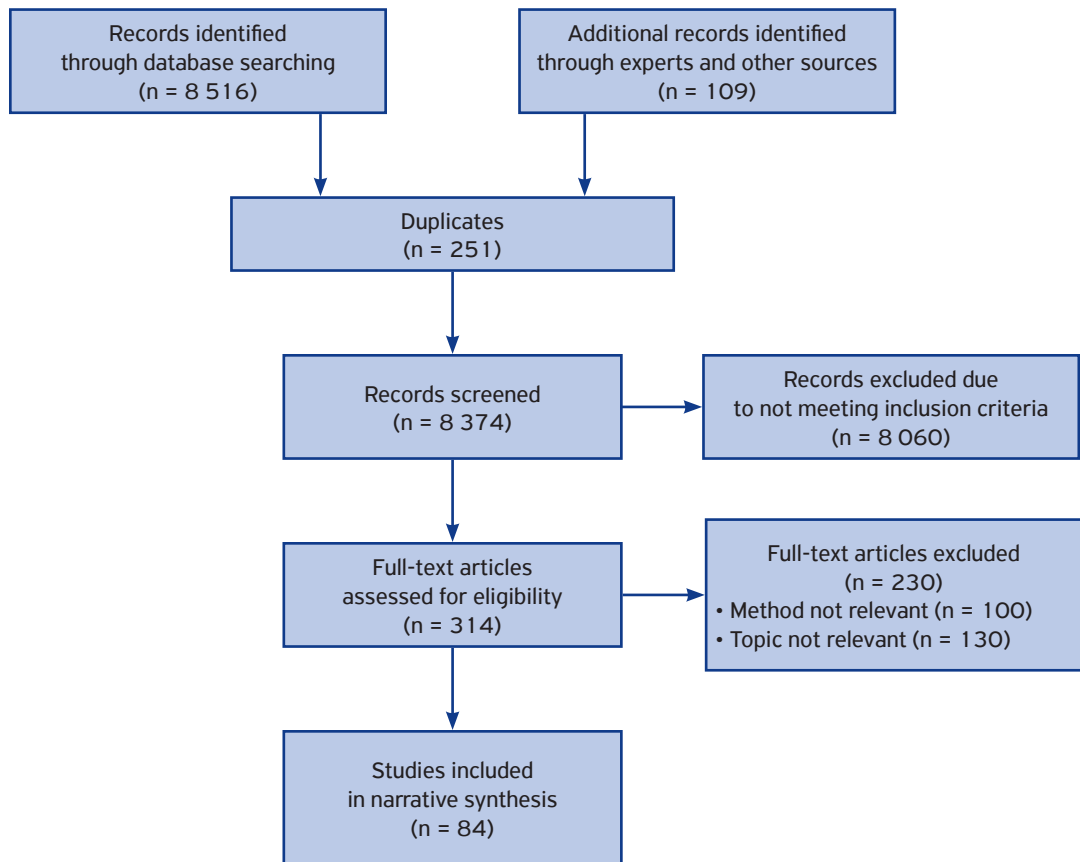 Records identified
through database searching
(n = 8 516)
Additional records identified
through experts and other sources
(n = 109)
Duplicates
(n = 251)
Records screened
(n = 8 374)
Records excluded due
to not meeting inclusion criteria
(n = 8 060)
Full-text articles
assessed for eligibility
(n = 314)
Full-text articles excluded
(n = 230)
• Method not relevant (n = 100)
• Topic not relevant (n = 130)
Studies included
in narrative synthesis
(n = 84)